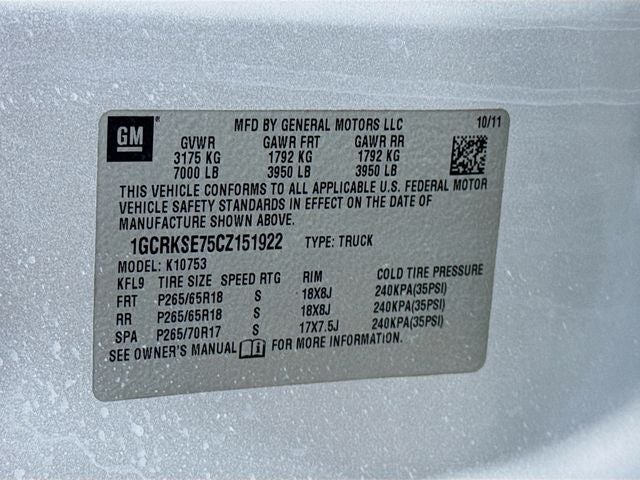 GM ® MFD BY GENERAL MOTORS LLC 10/11
GVWR GAWR FRT GAWR RR
3175 KG 1792 KG 1792 KG
7000 LB 3950 LB 3950 LB
THIS VEHICLE CONFORMS TO ALL APPLICABLE U.S. FEDERAL MOTOR
VEHICLE SAFETY STANDARDS IN EFFECT ON THE DATE OF
MANUFACTURE SHOWN ABOVE.
1GCRKSE75CZ151922 TYPE: TRUCK
MODEL: K10753
KFL9 TIRE SIZE SPEED RTG RIM COLD TIRE PRESSURE
FRT P265/65R18 S 18X8J 240KPA(35PSI)
RR P265/65R18 S 18X8J 240KPA(35PSI)
SPA P265/70R17 S 17X7.5J 240KPA(35PSI)
SEE OWNER'S MANUAL i FOR MORE INFORMATION.